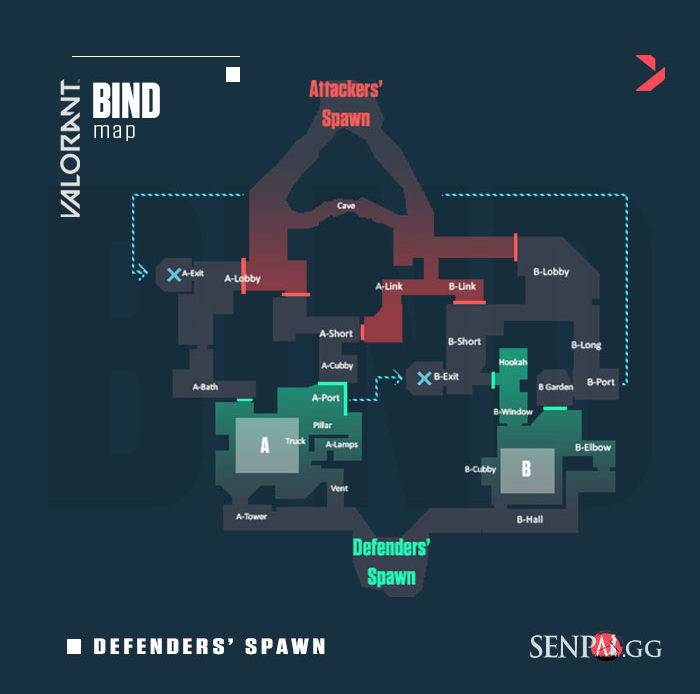 VALORANT
BIND
map
Attackers'
Spawn
Cave
A-Exit
A-Lobby
A-Link
B-Link
B-Lobby
A-Short
B-Short
B-Long
A-Cubby
Hookah
B-Exit
B-Port
A-Bath
B Garden
A-Port
B-Window
Pillar
Truck
A-Lamps
A
B-Elbow
B-Cubby
B
Vent
A-Tower
B-Hall
Defenders'
Spawn
DEFENDERS' SPAWN
SENPAI.GG